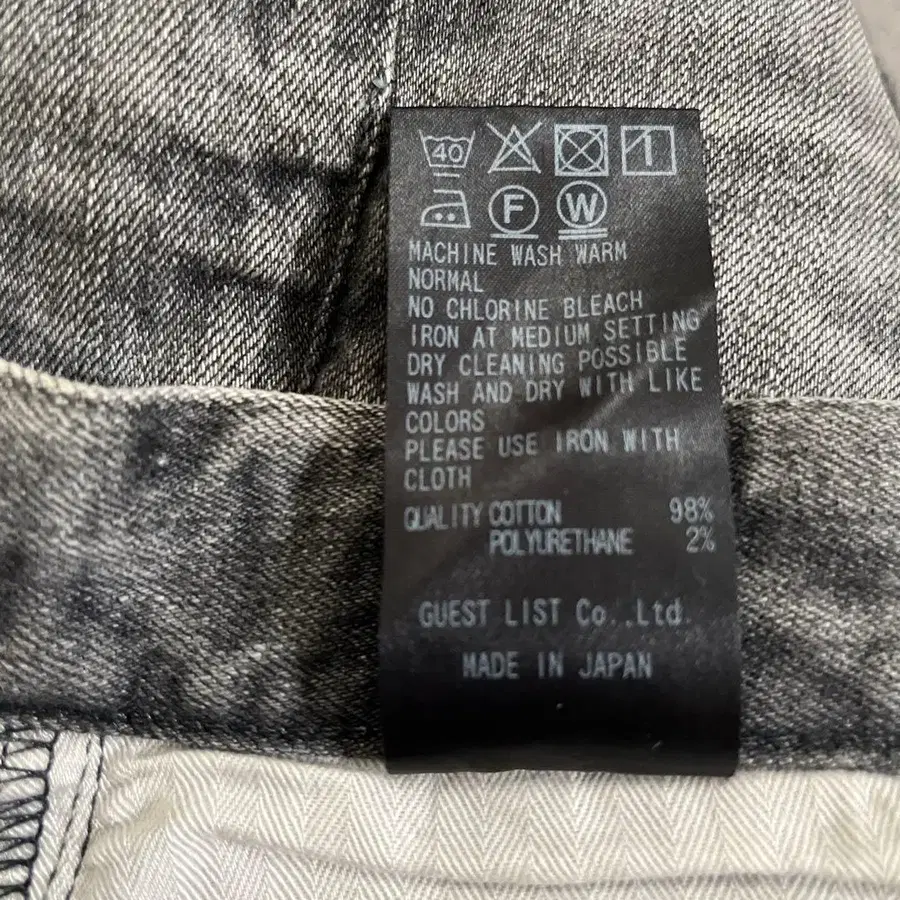 40
F W
MACHINE WASH WARM
NORMAL
NO CHLORINE BLEACH
IRON AT MEDIUM SETTING
DRY CLEANING POSSIBLE
WASH AND DRY WITH LIKE
COLORS
PLEASE USE IRON WITH
CLOTH
QUALITY COTTON 98%
POLYURETHANE 2%
GUEST LIST Co.,Ltd.
MADE IN JAPAN